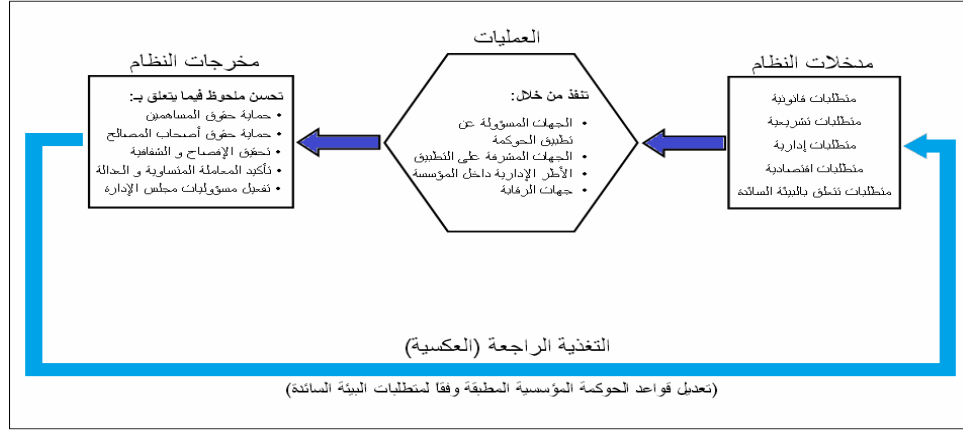 مدخلات النظام
متطلبات قانونية
متطلبات تشريعية
متطلبات إدارية
متطلبات اقتصادية
متطلبات تتعلق بالبيئة السائدة
العمليات
تنفذ من خلال:
• الجهات المسؤولة عن
تطبيق الحوكمة
• الجهات المشرفة على التطبيق
• الأطر الإدارية داخل المؤسسة
• جهات الرقابة
مخرجات النظام
تحسن ملحوظ فيما يتعلق بـ:
• حماية حقوق المساهمين
• حماية حقوق أصحاب المصالح
• تحقيق الإفصاح و الشفافية
• تأكيد المعاملة المتساوية و العدالة
• تفعيل مسؤوليات مجلس الإدارة
التغذية الراجعة (العكسية)
(تعديل قواعد الحوكمة المؤسسية المطبقة وفقا لمتطلبات البيئة السائدة)